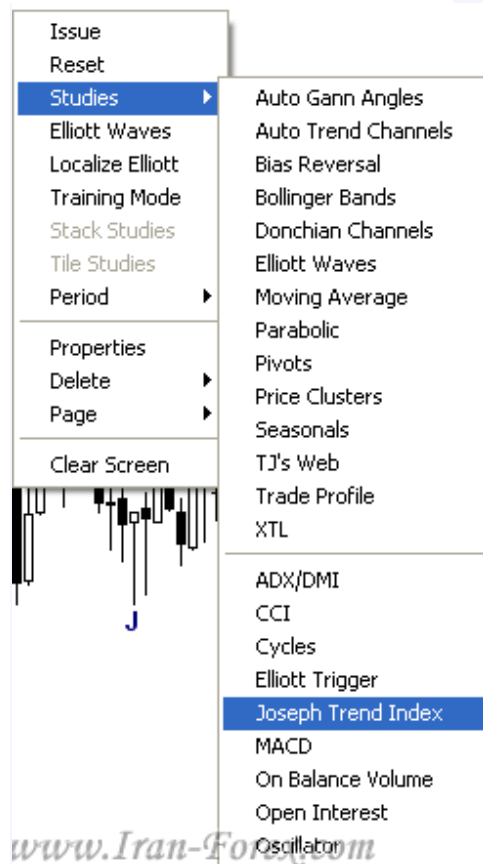 Issue
Reset
Studies
Elliott Waves
Localize Elliott
Training Mode
Stack Studies
Tile Studies
Period
Properties
Delete
Page
Clear Screen
Auto Gann Angles
Auto Trend Channels
Bias Reversal
Bollinger Bands
Donchian Channels
Elliott Waves
Moving Average
Parabolic
Pivots
Price Clusters
Seasonals
TJ's Web
Trade Profile
XTL
ADX/DMI
CCI
Cycles
Elliott Trigger
Joseph Trend Index
MACD
On Balance Volume
Open Interest
Oscillator
J
www.Iran-Forex.com